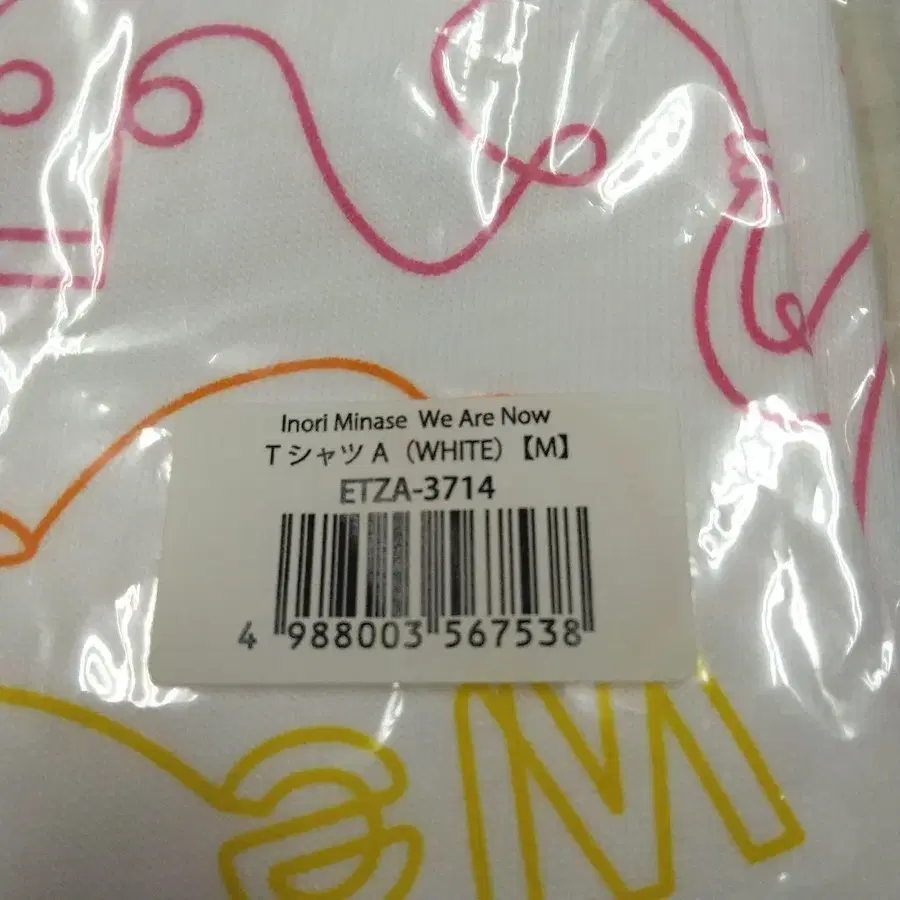 Inori Minase We Are Now
Tシャツ A（WHITE）【M】
ETZA-3714
4 988003 567538